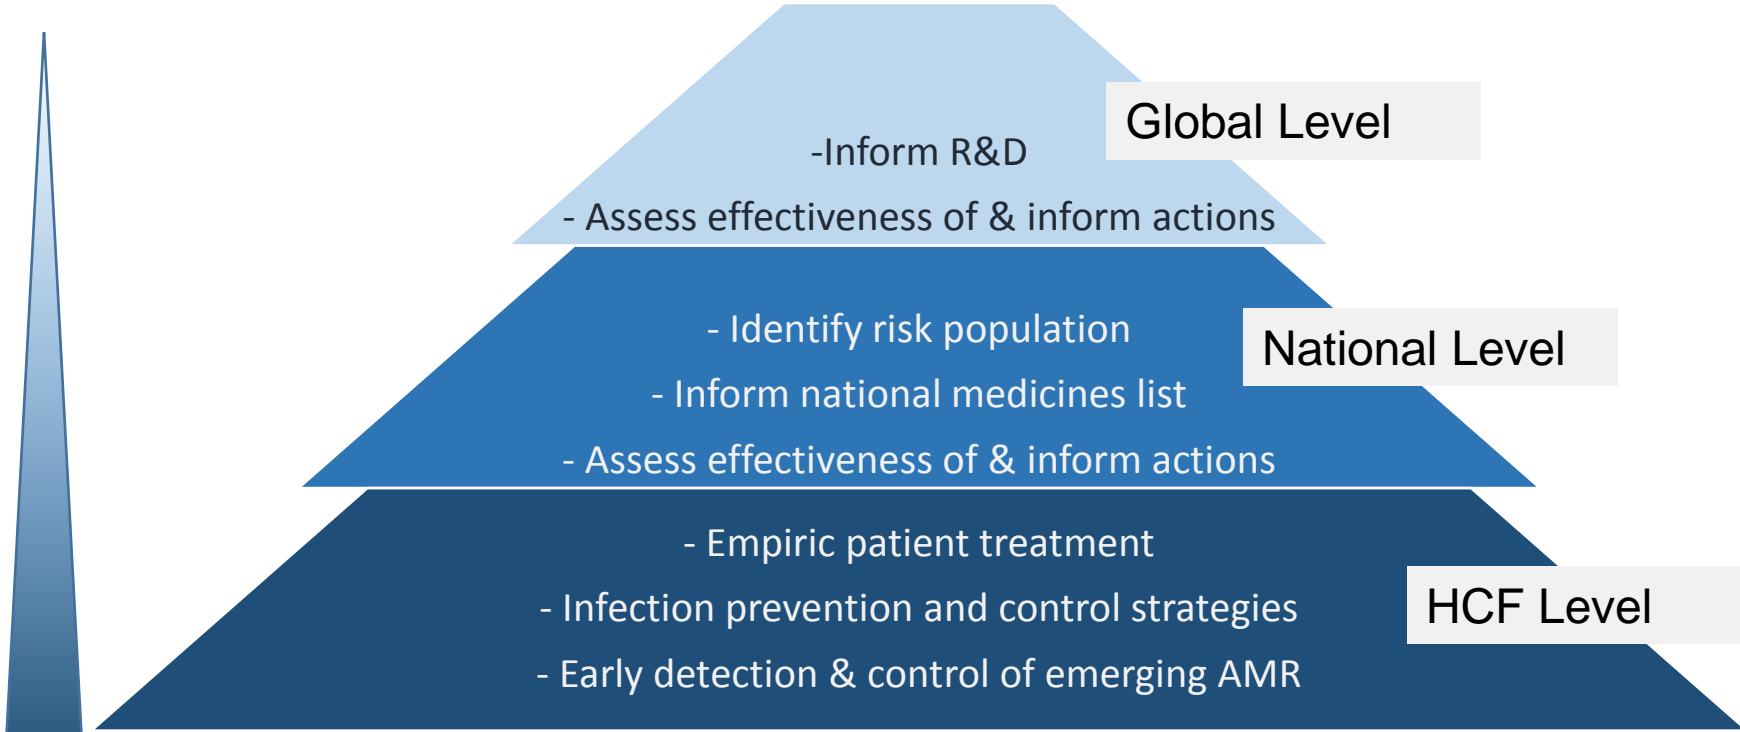 Global Level
-Inform R&D
- Assess effectiveness of & inform actions
- Identify risk population
National Level
- Inform national medicines list
- Assess effectiveness of & inform actions
- Empiric patient treatment
- Infection prevention and control strategies
HCF Level
- Early detection & control of emerging AMR